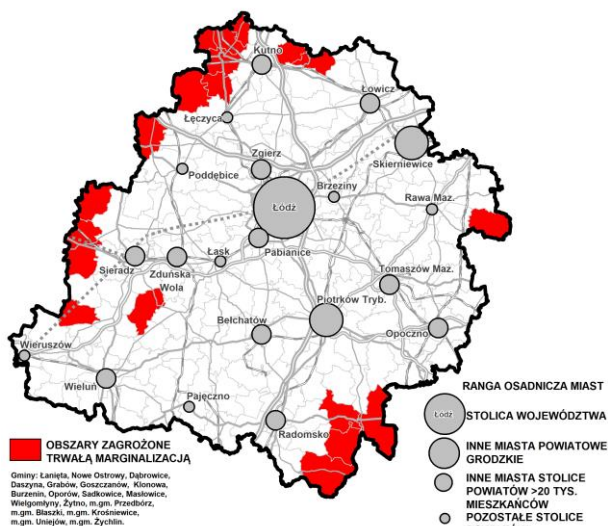 Kutno
Łowicz
Łęczyca
Zgierz
Skierniewice
Poddębice
Brzeziny
Rawa Maz.
Łódź
Pabianice
Łask
Sieradz
Zduńska
Wola
Tomaszów Maz.
Piotrków Tryb.
Bełchatów
Opoczno
Wieruszów
Wieluń
Pajęczno
Radomsko
RANGA OSADNICZA MIAST
Łódź
STOLICA WOJEWÓDZTWA
INNE MIASTA POWIATOWE
GRODZKIE
INNE MIASTA STOLICE
POWIATÓW >20 TYS.
MIESZKAŃCÓW
POZOSTAŁE STOLICE
OBSZARY ZAGROŻONE
TRWAŁĄ MARGINALIZACJĄ
Gminy: Łanięta, Nowe Ostrowy, Dąbrowice,
Daszyna, Grabów, Goszczanów, Klonowa,
Burzenin, Oporów, Sadkowice, Masłowice,
Wielgomłyny, Żytno, m.gm. Przedbórz,
m.gm. Błaszki, m.gm. Krośniewice,
m.gm. Uniejów, m.gm. Żychlin.